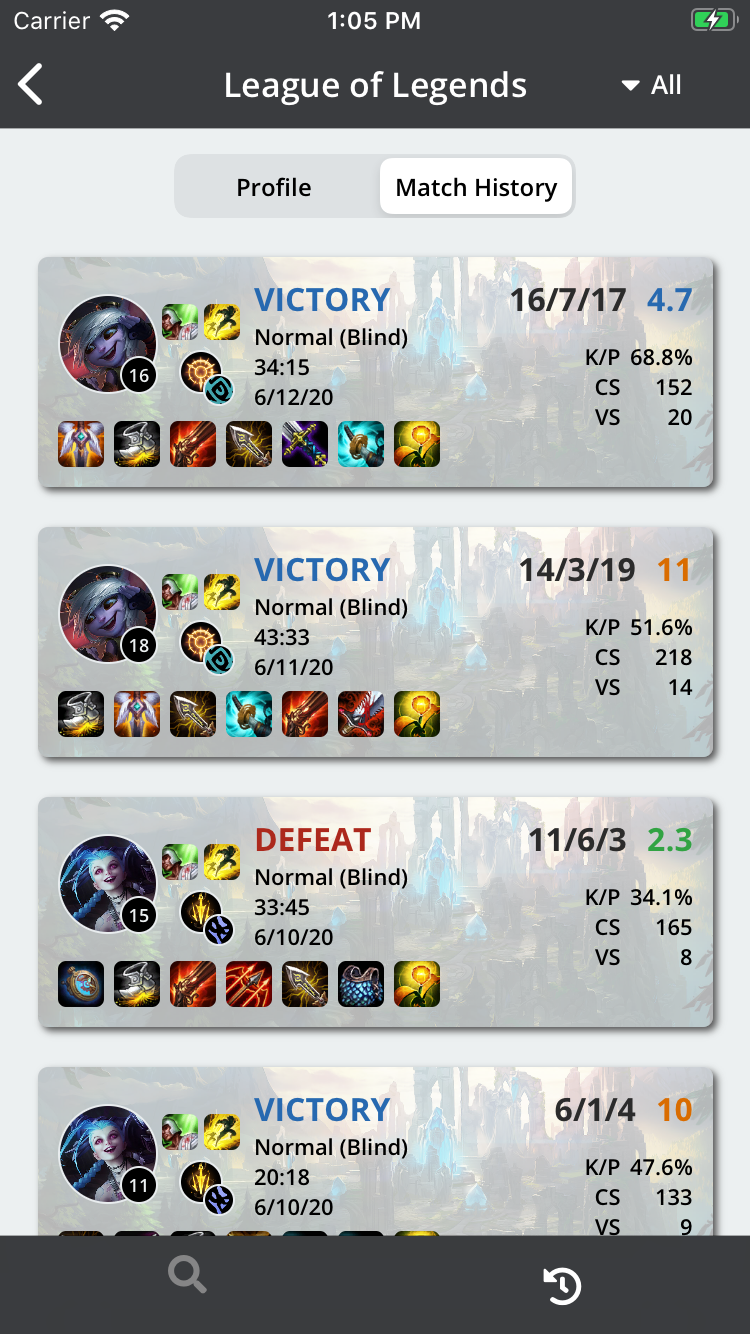 Carrier 1:05 PM
League of Legends All
Profile Match History
VICTORY 16/7/17 4.7
Normal (Blind)
34:15 K/P 68.8%
6/12/20 CS 152
16 VS 20
VICTORY 14/3/19 11
Normal (Blind)
43:33 K/P 51.6%
6/11/20 CS 218
18 VS 14
DEFEAT 11/6/3 2.3
Normal (Blind)
33:45 K/P 34.1%
6/10/20 CS 165
15 VS 8
VICTORY 6/1/4 10
Normal (Blind)
20:18 K/P 47.6%
6/10/20 CS 133
11 VS 9